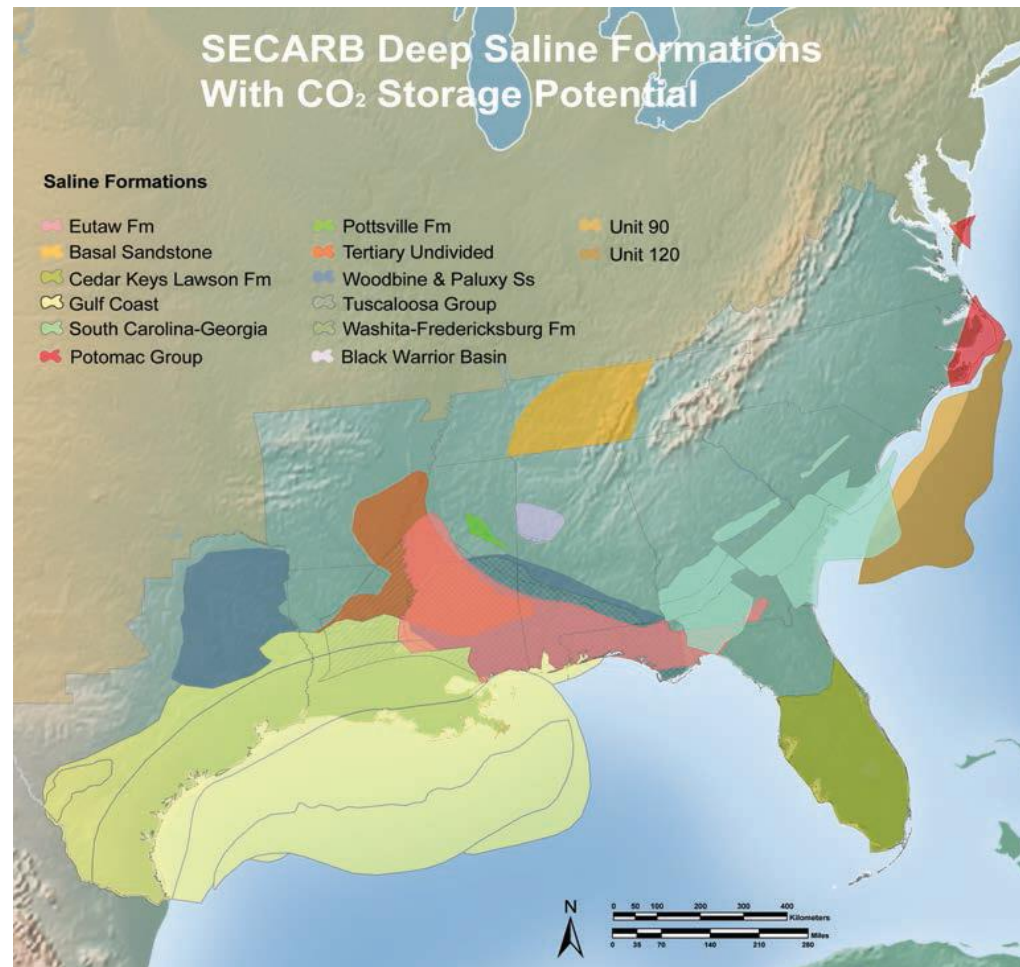 SECARB Deep Saline Formations
With CO₂ Storage Potential
Saline Formations
Eutaw Fm
Basal Sandstone
Cedar Keys Lawson Fm
Gulf Coast
South Carolina-Georgia
Potomac Group
Pottsville Fm
Tertiary Undivided
Woodbine & Paluxy Ss
Tuscaloosa Group
Washita-Fredericksburg Fm
Black Warrior Basin
Unit 90
Unit 120
N
0 50 100 200 300 400
Kilometers
Miles
0 35 70 140 210 280